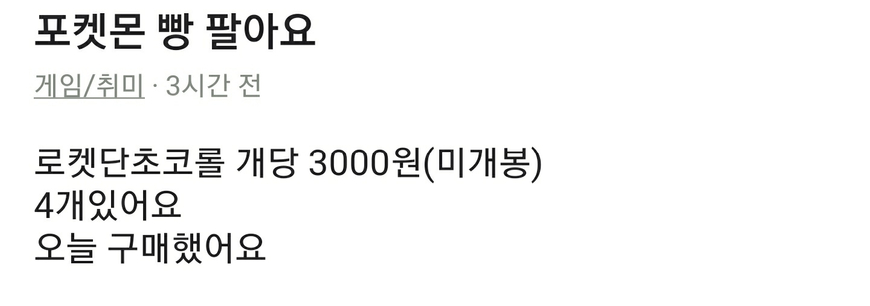 포켓몬 빵 팔아요
게임/취미 · 3시간 전
로켓단초코롤 개당 3000원(미개봉)
4개있어요
오늘 구매했어요